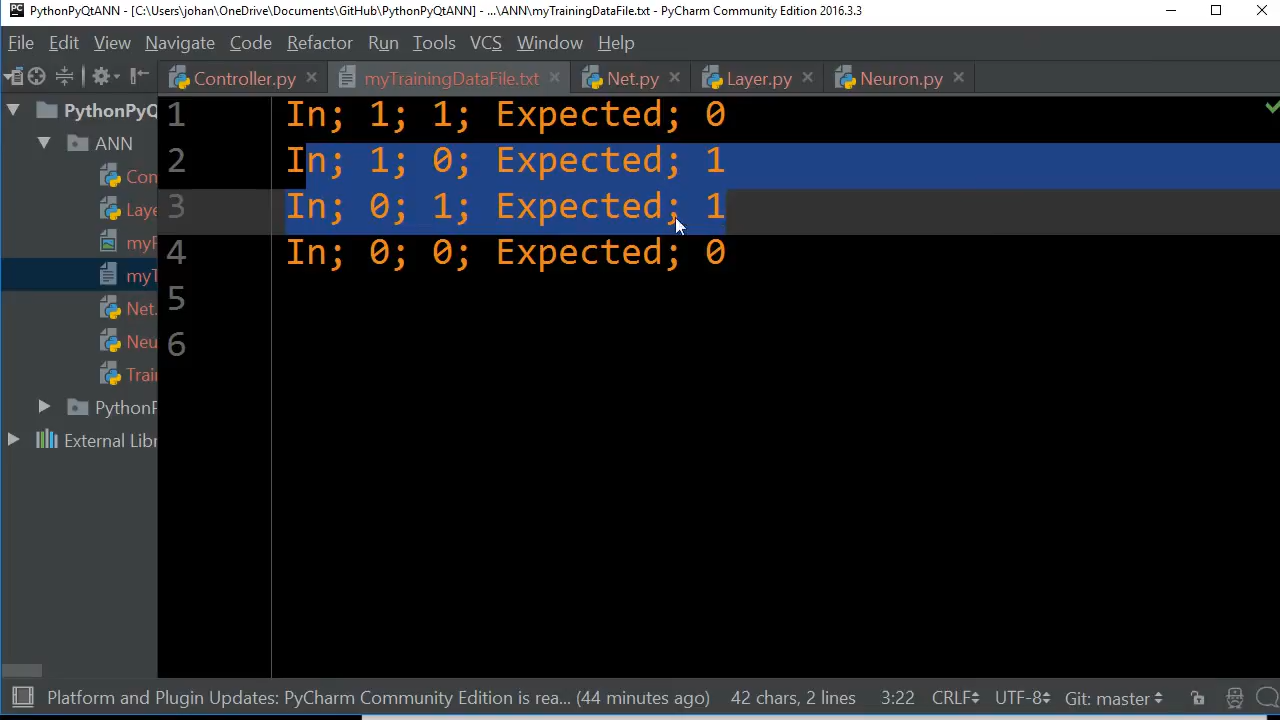 PythonPyQtANN - [C:\Users\johan\OneDrive\Documents\GitHub\PythonPyQtANN] - ...\ANN\myTrainingDataFile.txt - PyCharm Community Edition 2016.3.3
File Edit View Navigate Code Refactor Run Tools VCS Window Help
Controller.py myTrainingDataFile.txt Net.py Layer.py Neuron.py
PythonPyQ
ANN
Con
Laye
myF
myT
Net.
Neu
Train
PythonP
External Libr
1 In; 1; 1; Expected; 0
2 In; 1; 0; Expected; 1
3 In; 0; 1; Expected; 1
4 In; 0; 0; Expected; 0
5
6
Platform and Plugin Updates: PyCharm Community Edition is rea... (44 minutes ago) 42 chars, 2 lines 3:22 CRLF UTF-8 Git: master